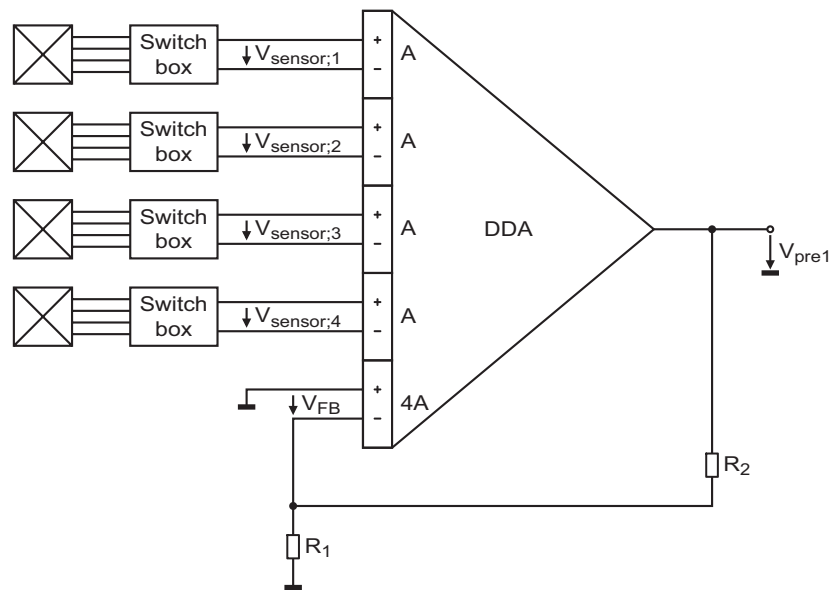 Switch
box
+
V_sensor;1
−
A
Switch
box
+
V_sensor;2
−
A
Switch
box
+
V_sensor;3
−
A
DDA
V_pre1
Switch
box
+
V_sensor;4
−
A
+
V_FB
−
4A
R_2
R_1